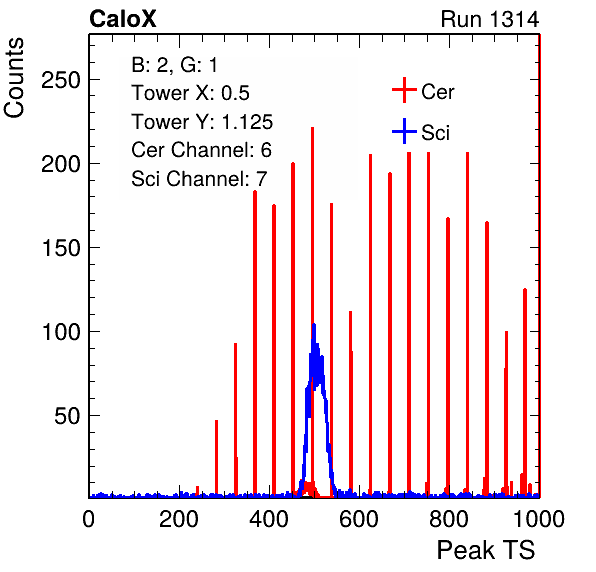 CaloX
Run 1314
Counts
B: 2, G: 1
Tower X: 0.5
Tower Y: 1.125
Cer Channel: 6
Sci Channel: 7
Cer
Sci
250
200
150
100
50
0
200
400
600
800
1000
Peak TS